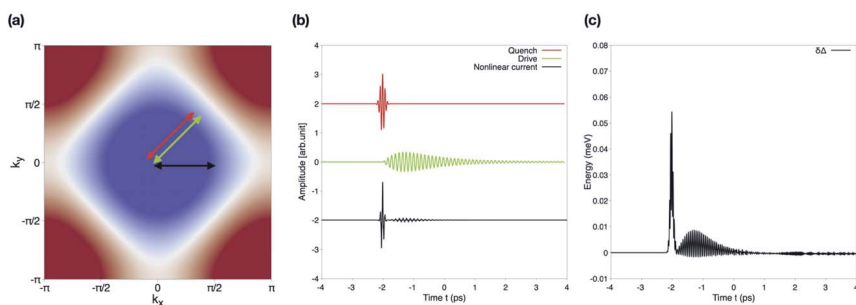 (a)
π
π/2
0
-π/2
-π
ky
-π
-π/2
0
π/2
π
kx
(b)
Quench
Drive
Nonlinear current
4
3
2
1
0
-1
-2
-3
-4
Amplitude [arb.unit]
-4
-3
-2
-1
0
1
2
3
4
Time t (ps)
(c)
δΔ
0.08
0.07
0.06
0.05
0.04
0.03
0.02
0.01
0
-0.01
Energy (meV)
-4
-3
-2
-1
0
1
2
3
4
Time t (ps)